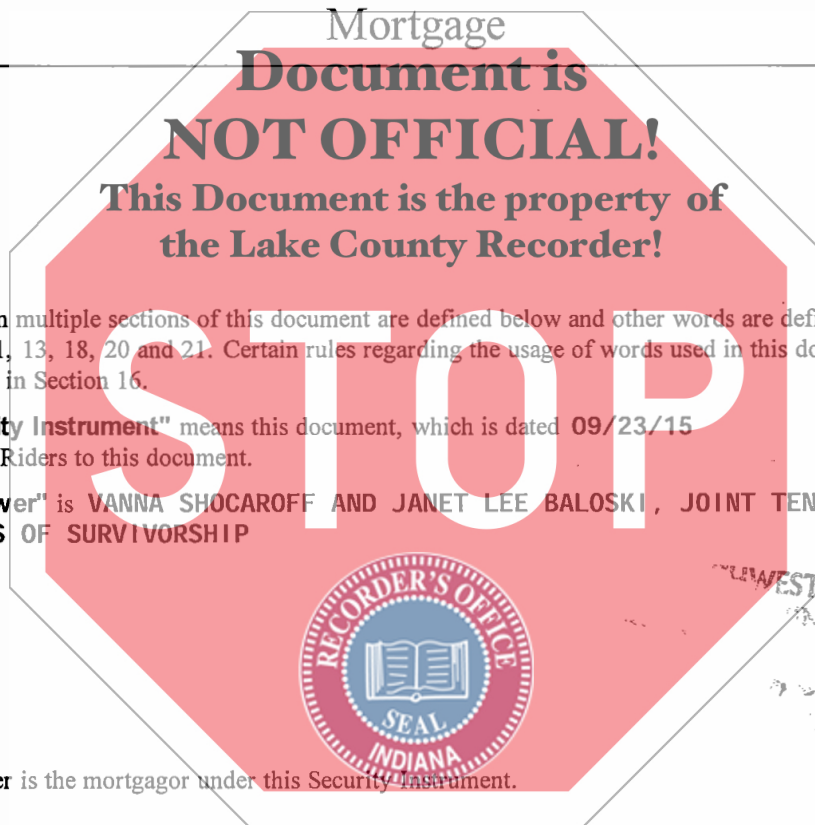 Mortgage
Document is
NOT OFFICIAL!
This Document is the property of
the Lake County Recorder!
n multiple sections of this document are defined below and other words are defi
1, 13, 18, 20 and 21. Certain rules regarding the usage of words used in this do
in Section 16.
ty Instrument" means this document, which is dated 09/23/15
Riders to this document.
STOP
wer" is VANNA SHOCAROFF AND JANET LEE BALOSKI, JOINT TEN
S OF SURVIVORSHIP
RECORDER'S OFFICE
SEAL
INDIANA
er is the mortgagor under this Security Instrument.